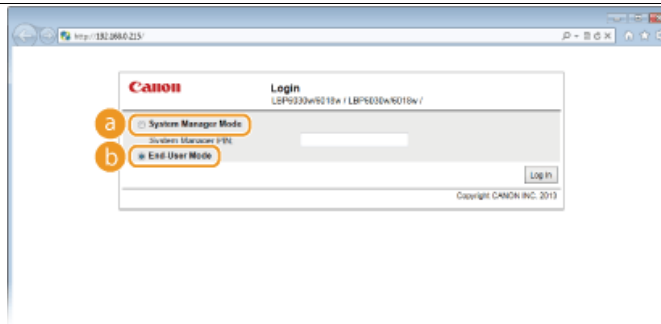 http://192.168.0.215/
Canon
Login
LBP6030w/6018w / LBP6030w/6018w /
a
System Manager Mode
System Manager PIN:
b
End-User Mode
Log In
Copyright CANON INC. 2013